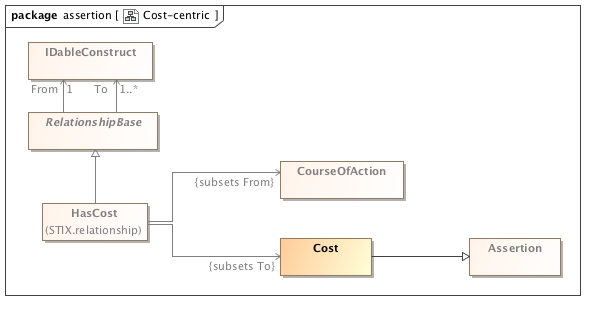 package assertion [ Cost-centric ]
IDableConstruct
From 1 To 1..*
RelationshipBase
CourseOfAction
{subsets From}
HasCost
(STIX.relationship)
Cost
Assertion
{subsets To}